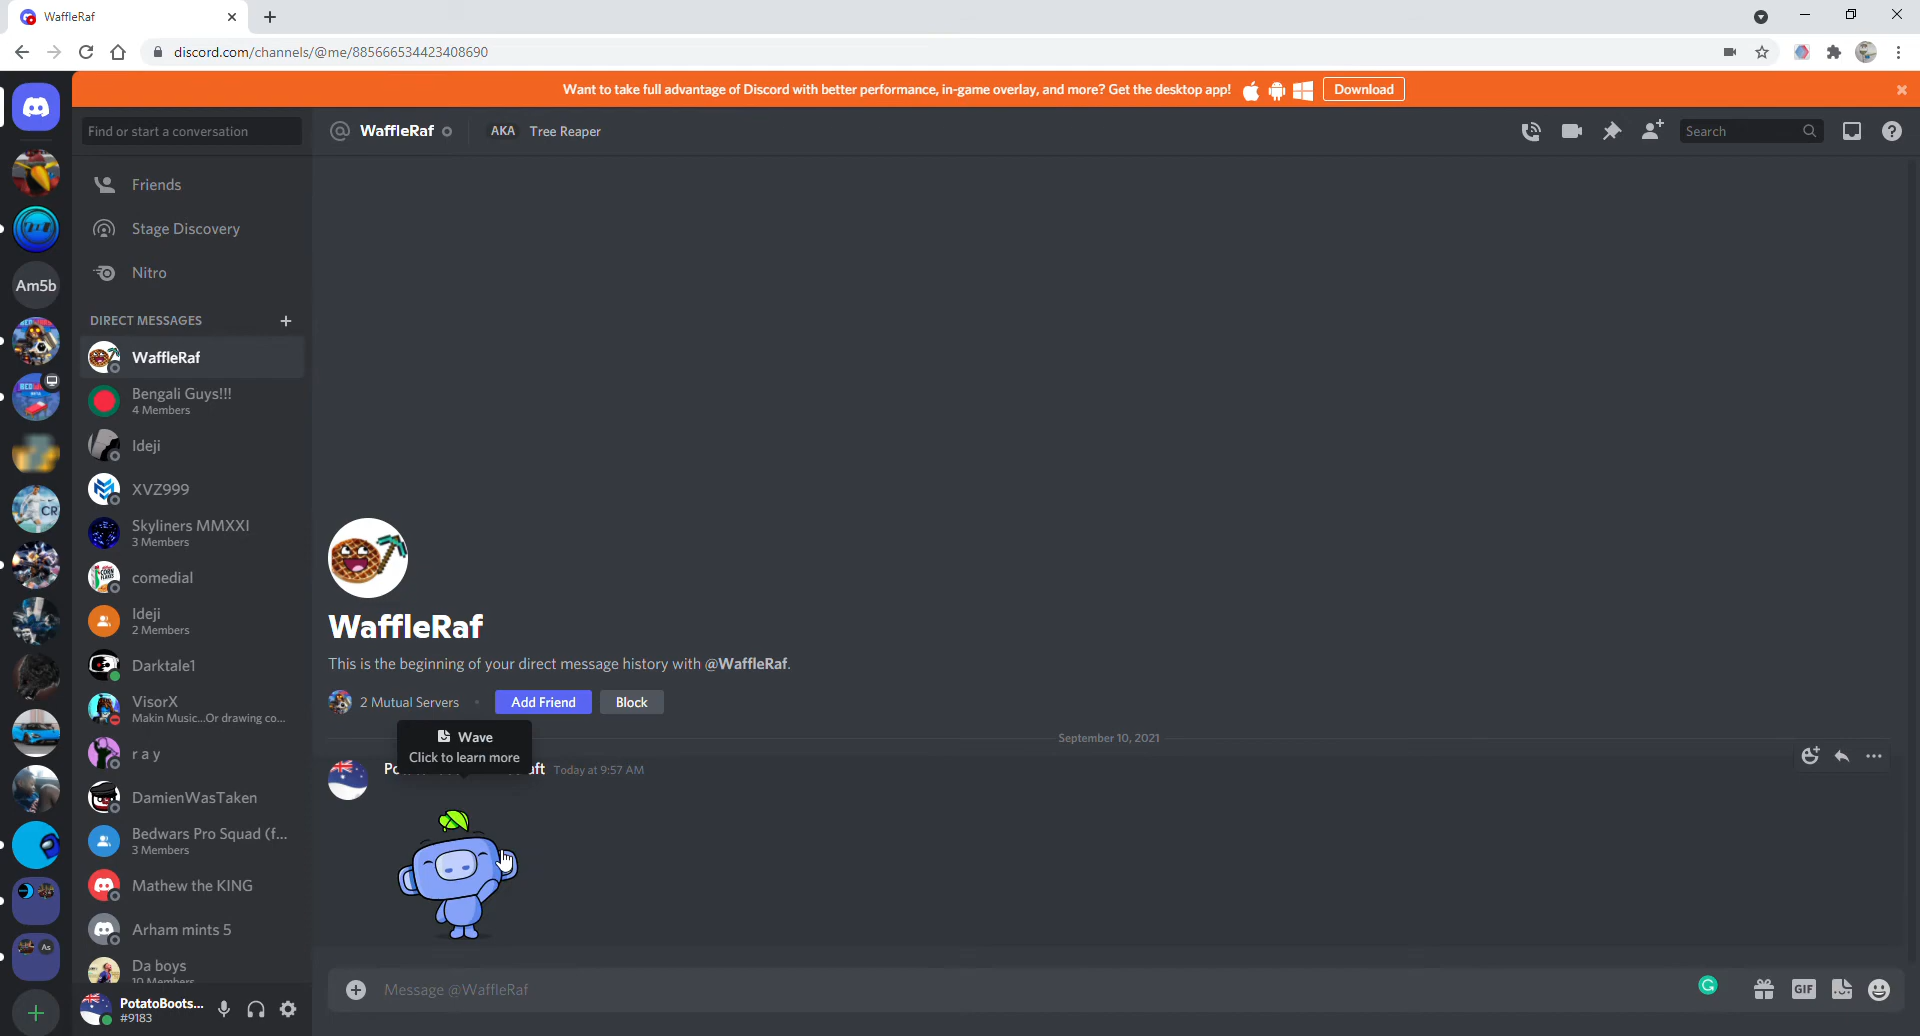 WaffleRaf
discord.com/channels/@me/885666534423408690
Want to take full advantage of Discord with better performance, in-game overlay, and more? Get the desktop app!
Download
Find or start a conversation
WaffleRaf
AKA Tree Reaper
Search
Friends
Stage Discovery
Nitro
Am5b
DIRECT MESSAGES
WaffleRaf
Bengali Guys!!!
4 Members
Ideji
XVZ999
Skyliners MMXXI
3 Members
comedial
Ideji
2 Members
Darktale1
VisorX
Makin Music...Or drawing co...
r a y
DamienWasTaken
Bedwars Pro Squad (f...
3 Members
Mathew the KING
Arham mints 5
Da boys
10 Members
PotatoBoots...
#9183
WaffleRaf
This is the beginning of your direct message history with @WaffleRaf.
2 Mutual Servers
Add Friend
Block
September 10, 2021
Wave
Click to learn more
Today at 9:57 AM
Message @WaffleRaf
GIF
CR
As